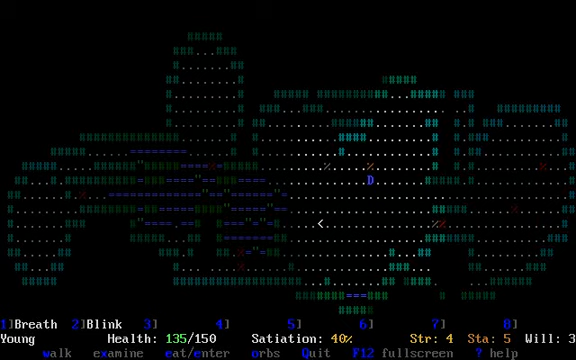 1]Breath 2]Blink 3] 4] 5] 6] 7] 8]
Young Health: 135/150 Satiation: 40% Str: 4 Sta: 5 Will: 3
walk examine eat/enter orbs Quit F12 fullscreen ? help